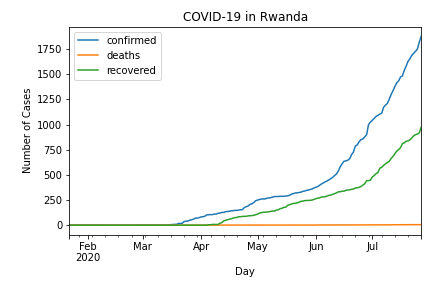 COVID-19 in Rwanda
confirmed
deaths
recovered
Number of Cases
1750
1500
1250
1000
750
500
250
0
Feb
2020
Mar
Apr
May
Jun
Jul
Day